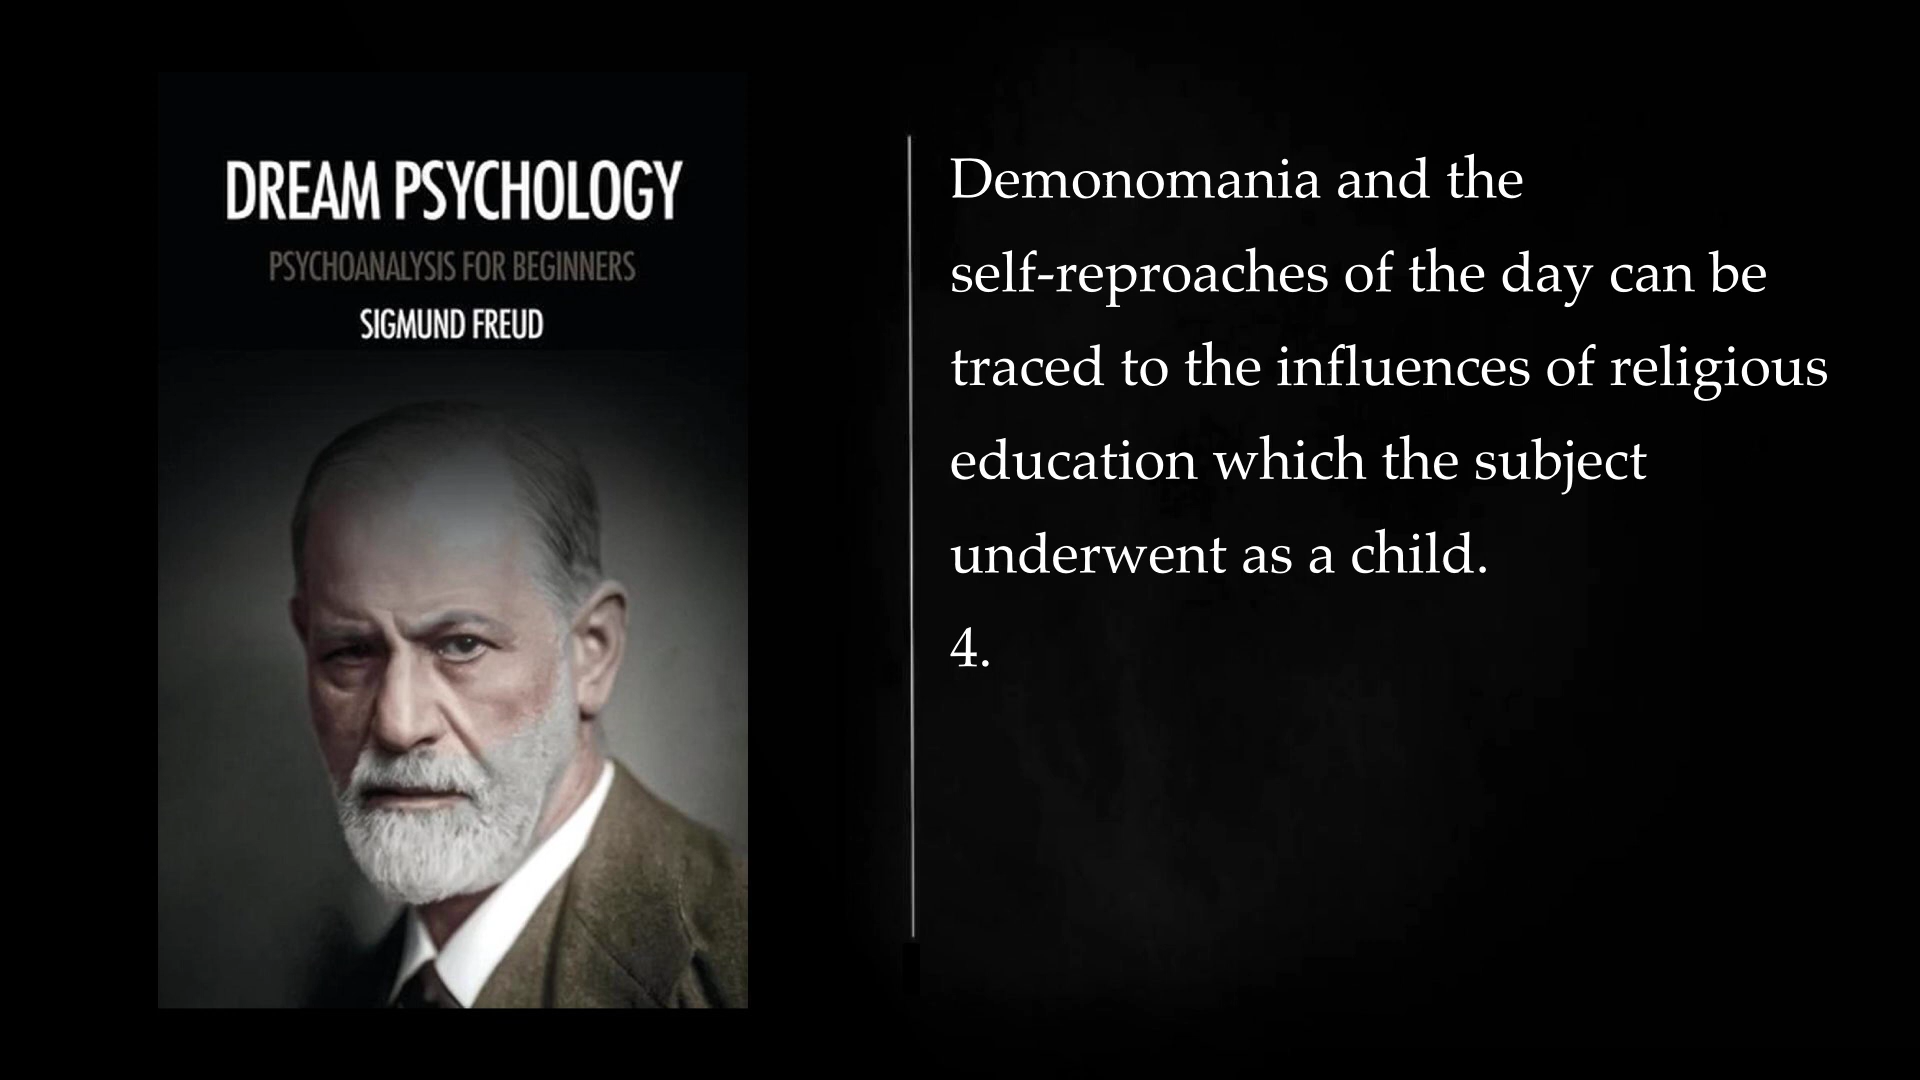 DREAM PSYCHOLOGY
PSYCHOANALYSIS FOR BEGINNERS
SIGMUND FREUD
Demonomania and the
self-reproaches of the day can be
traced to the influences of religious
education which the subject
underwent as a child.
4.